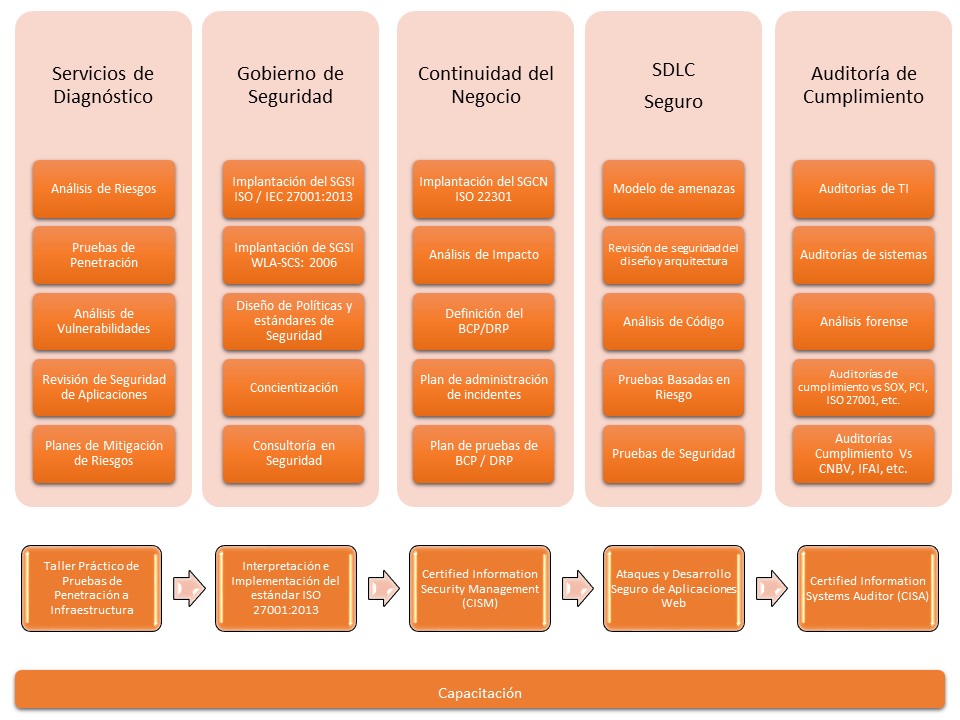 Servicios de
Diagnóstico
Análisis de Riesgos
Pruebas de
Penetración
Análisis de
Vulnerabilidades
Revisión de Seguridad
de Aplicaciones
Planes de Mitigación
de Riesgos
Gobierno de
Seguridad
Implantación del SGSI
ISO / IEC 27001:2013
Implantación de SGSI
WLA-SCS: 2006
Diseño de Políticas y
estándares de
Seguridad
Concientización
Consultoría en
Seguridad
Continuidad del
Negocio
Implantación del SGCN
ISO 22301
Análisis de Impacto
Definición del
BCP/DRP
Plan de administración
de incidentes
Plan de pruebas de
BCP / DRP
SDLC
Seguro
Modelo de amenazas
Revisión de seguridad del
diseño y arquitectura
Análisis de Código
Pruebas Basadas en
Riesgo
Pruebas de Seguridad
Auditoría de
Cumplimiento
Auditorias de TI
Auditorías de sistemas
Análisis forense
Auditorías de
cumplimiento vs SOX, PCI,
ISO 27001, etc.
Auditorías
Cumplimiento Vs
CNBV, IFAI, etc.
Taller Práctico de
Pruebas de
Penetración a
Infraestructura
Interpretación e
Implementación del
estándar ISO
27001:2013
Certified Information
Security Management
(CISM)
Ataques y Desarrollo
Seguro de Aplicaciones
Web
Certified Information
Systems Auditor (CISA)
Capacitación